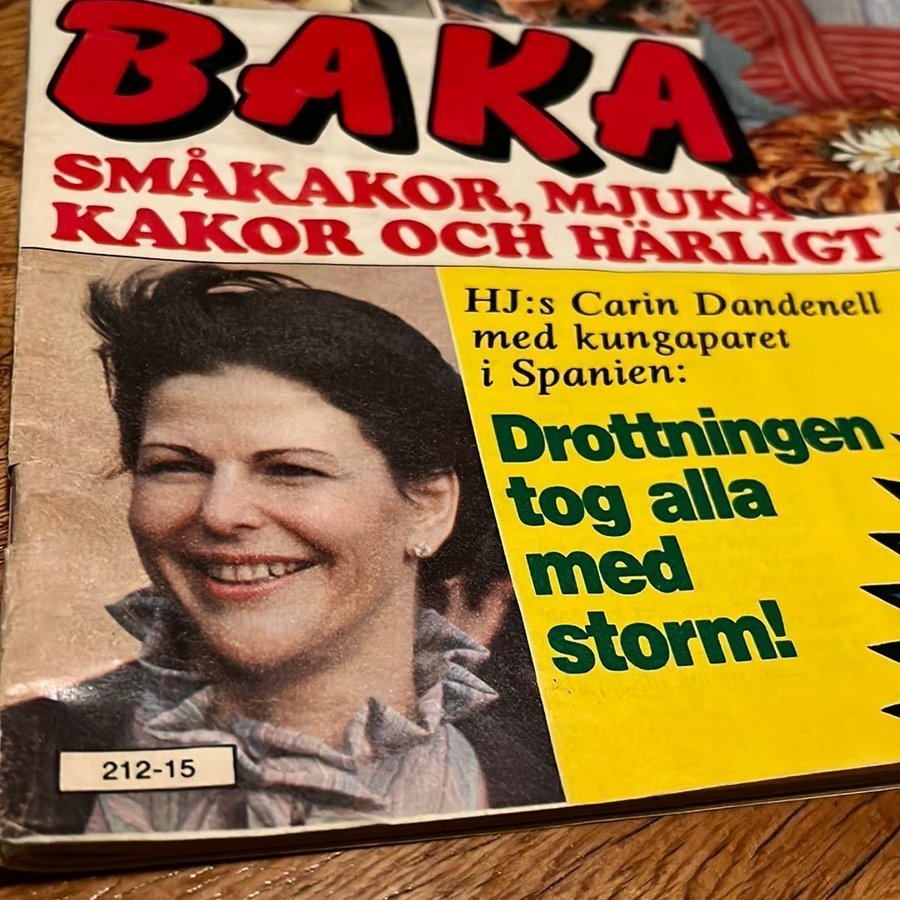 BAKA
SMÅKAKOR, MJUKA
KAKOR OCH HÄRLIGT
HJ:s Carin Dandenell
med kungaparet
i Spanien:
Drottningen
tog alla
med
storm!
212-15